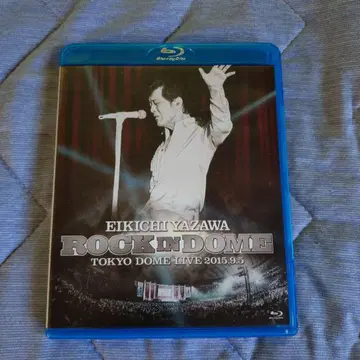 Blu-ray Disc
EIKICHI YAZAWA
ROCK IN DOME
TOKYO DOME LIVE 2015.9.5